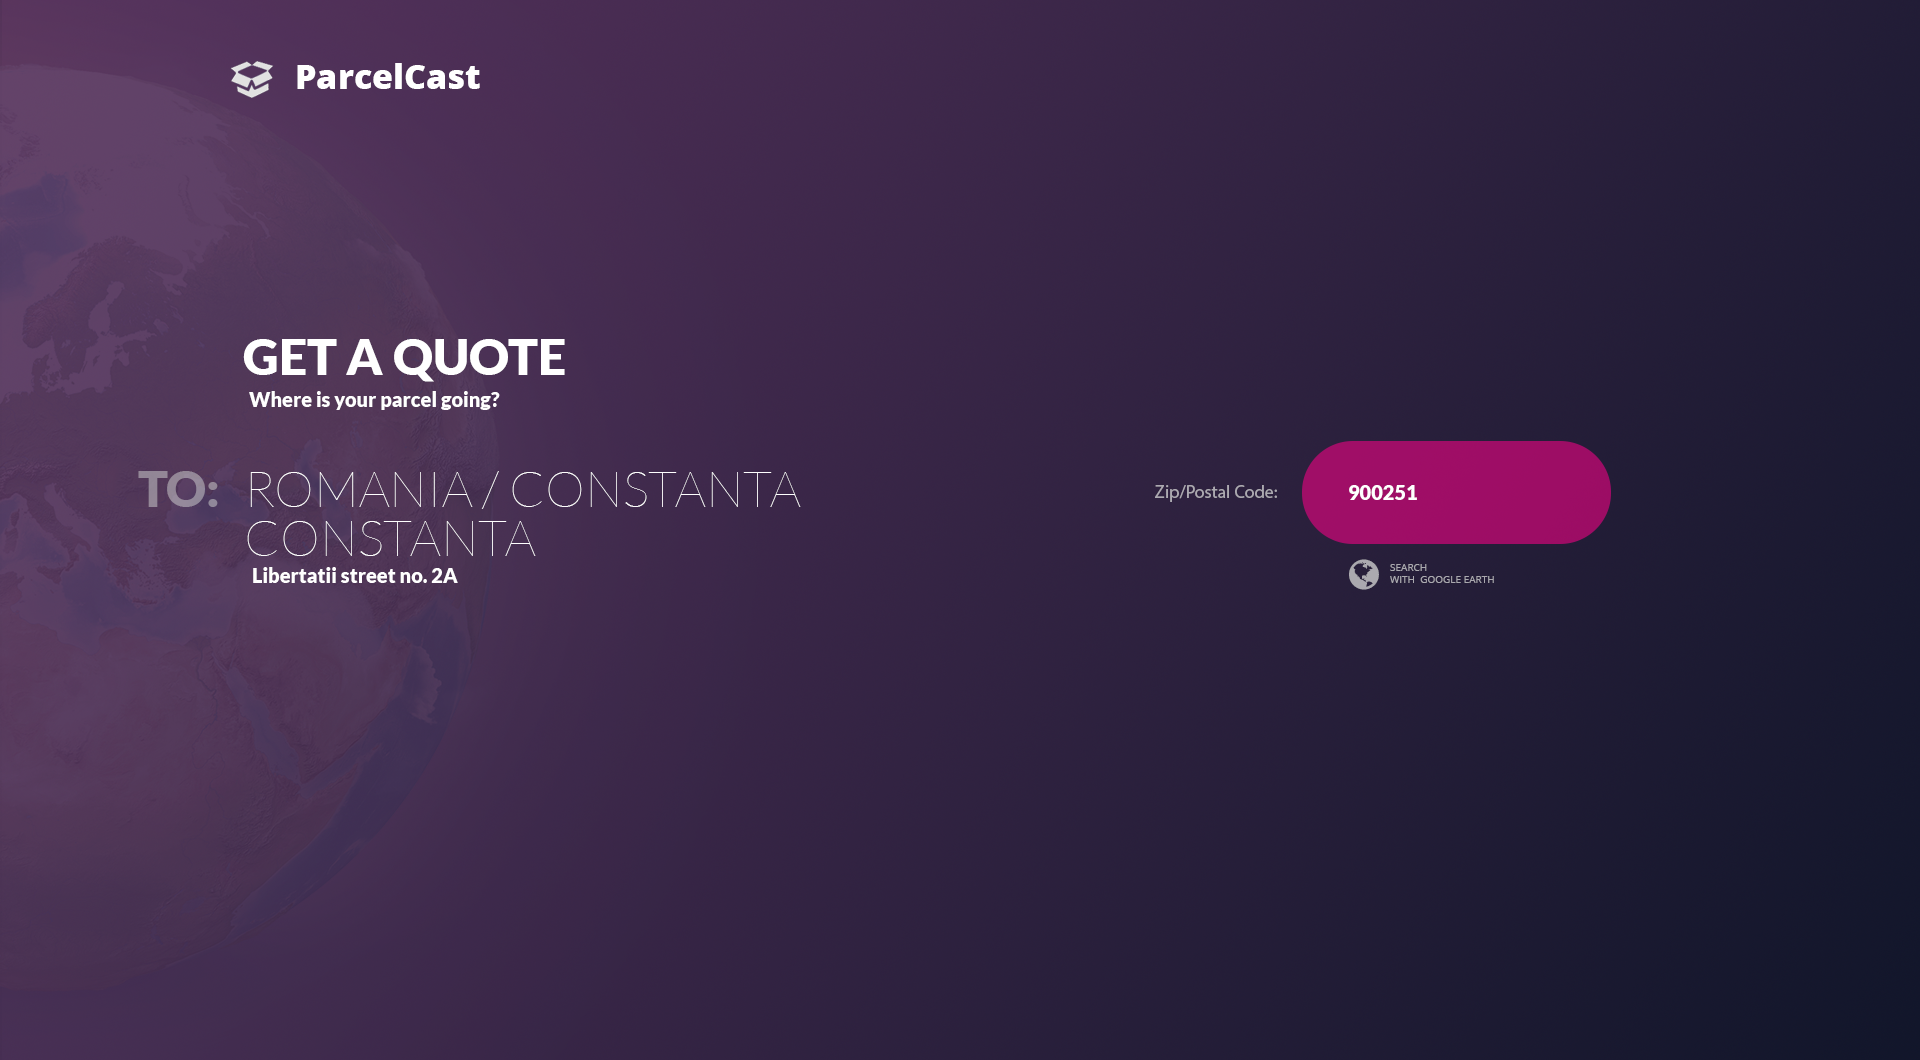 ParcelCast
GET A QUOTE
Where is your parcel going?
TO: ROMANIA / CONSTANTA
CONSTANTA
Libertatii street no. 2A
Zip/Postal Code: 900251
SEARCH
WITH GOOGLE EARTH